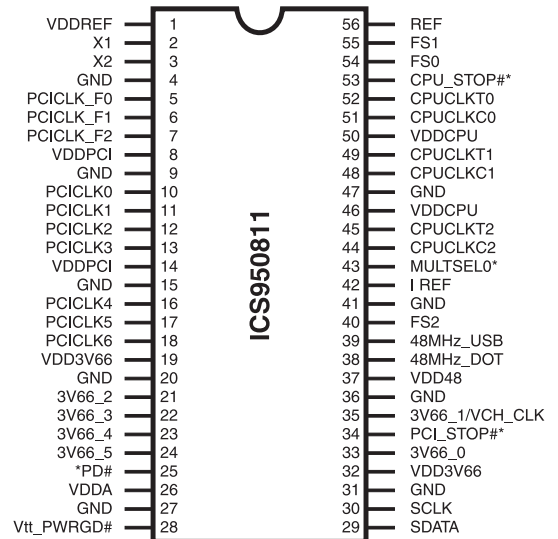 VDDREF 1 56 REF
X1 2 55 FS1
X2 3 54 FS0
GND 4 53 CPU_STOP#*
PCICLK_F0 5 52 CPUCLKT0
PCICLK_F1 6 51 CPUCLKC0
PCICLK_F2 7 50 VDDCPU
VDDPCI 8 49 CPUCLKT1
GND 9 48 CPUCLKC1
PCICLK0 10 47 GND
PCICLK1 11 46 VDDCPU
PCICLK2 12 45 CPUCLKT2
PCICLK3 13 44 CPUCLKC2
VDDPCI 14 43 MULTSEL0*
GND 15 42 I REF
PCICLK4 16 41 GND
PCICLK5 17 40 FS2
PCICLK6 18 39 48MHz_USB
VDD3V66 19 38 48MHz_DOT
GND 20 37 VDD48
3V66_2 21 36 GND
3V66_3 22 35 3V66_1/VCH_CLK
3V66_4 23 34 PCI_STOP#*
3V66_5 24 33 3V66_0
*PD# 25 32 VDD3V66
VDDA 26 31 GND
GND 27 30 SCLK
Vtt_PWRGD# 28 29 SDATA
ICS950811